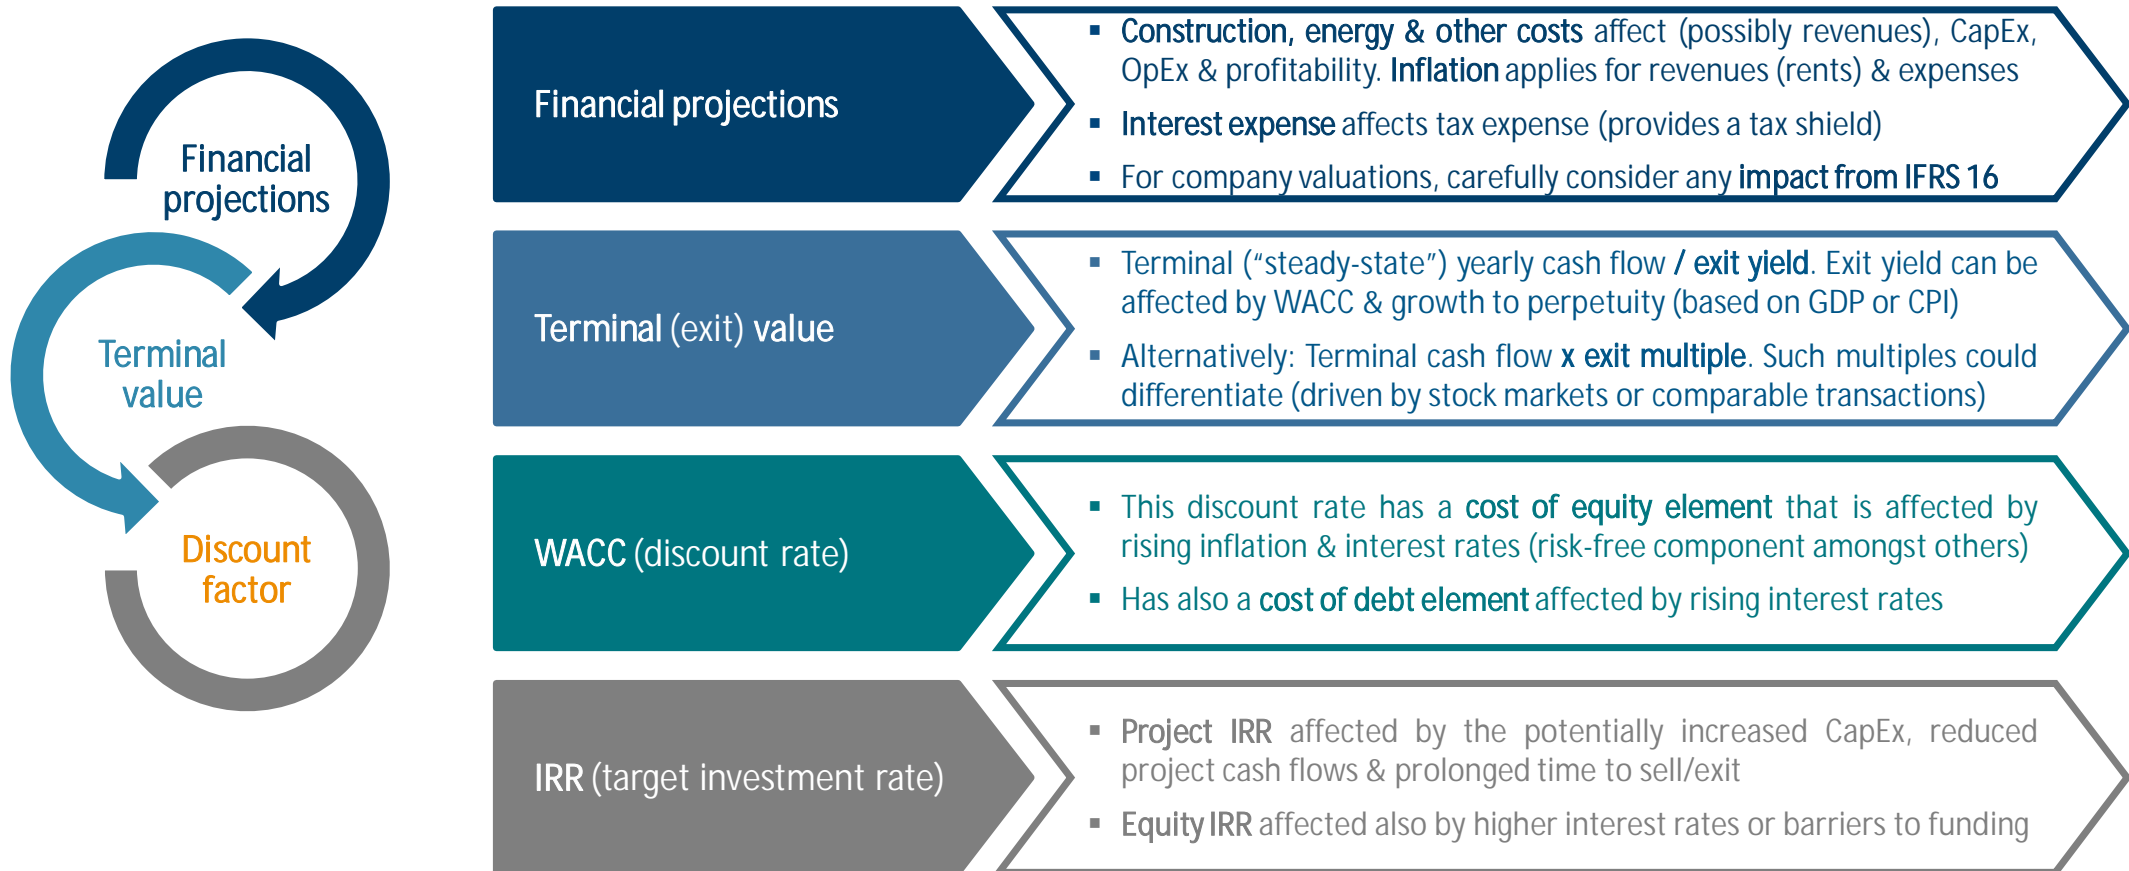 Financial
projections
Terminal
value
Discount
factor
Financial projections
▪ Construction, energy & other costs affect (possibly revenues), CapEx,
OpEx & profitability. Inflation applies for revenues (rents) & expenses
▪ Interest expense affects tax expense (provides a tax shield)
▪ For company valuations, carefully consider any impact from IFRS 16
Terminal (exit) value
▪ Terminal (“steady-state”) yearly cash flow / exit yield. Exit yield can be
affected by WACC & growth to perpetuity (based on GDP or CPI)
▪ Alternatively: Terminal cash flow x exit multiple. Such multiples could
differentiate (driven by stock markets or comparable transactions)
WACC (discount rate)
▪ This discount rate has a cost of equity element that is affected by
rising inflation & interest rates (risk-free component amongst others)
▪ Has also a cost of debt element affected by rising interest rates
IRR (target investment rate)
▪ Project IRR affected by the potentially increased CapEx, reduced
project cash flows & prolonged time to sell/exit
▪ Equity IRR affected also by higher interest rates or barriers to funding